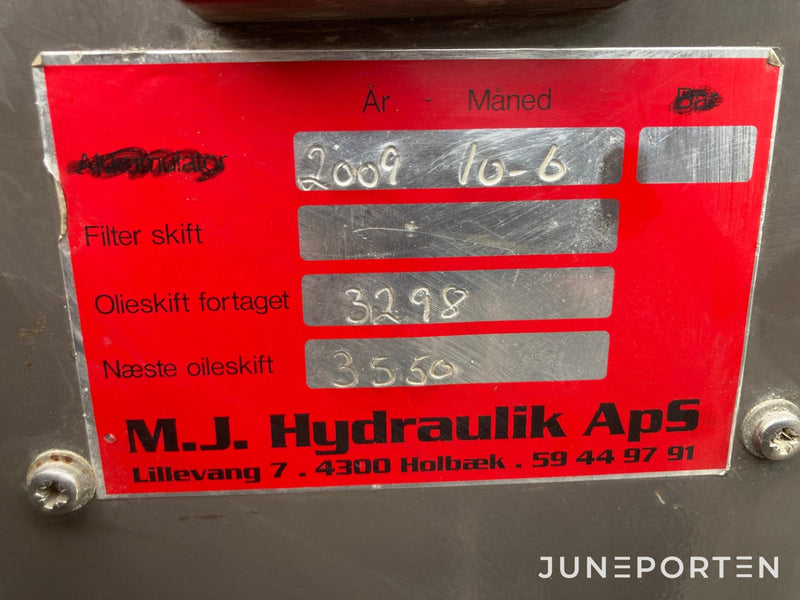 År - Måned
2009 10-6
Filter skift
Olieskift fortaget 3298
Næste oileskift 3550
M.J. Hydraulik ApS
Lillevang 7 . 4300 Holbæk . 59 44 97 91
JUNEPORTEN